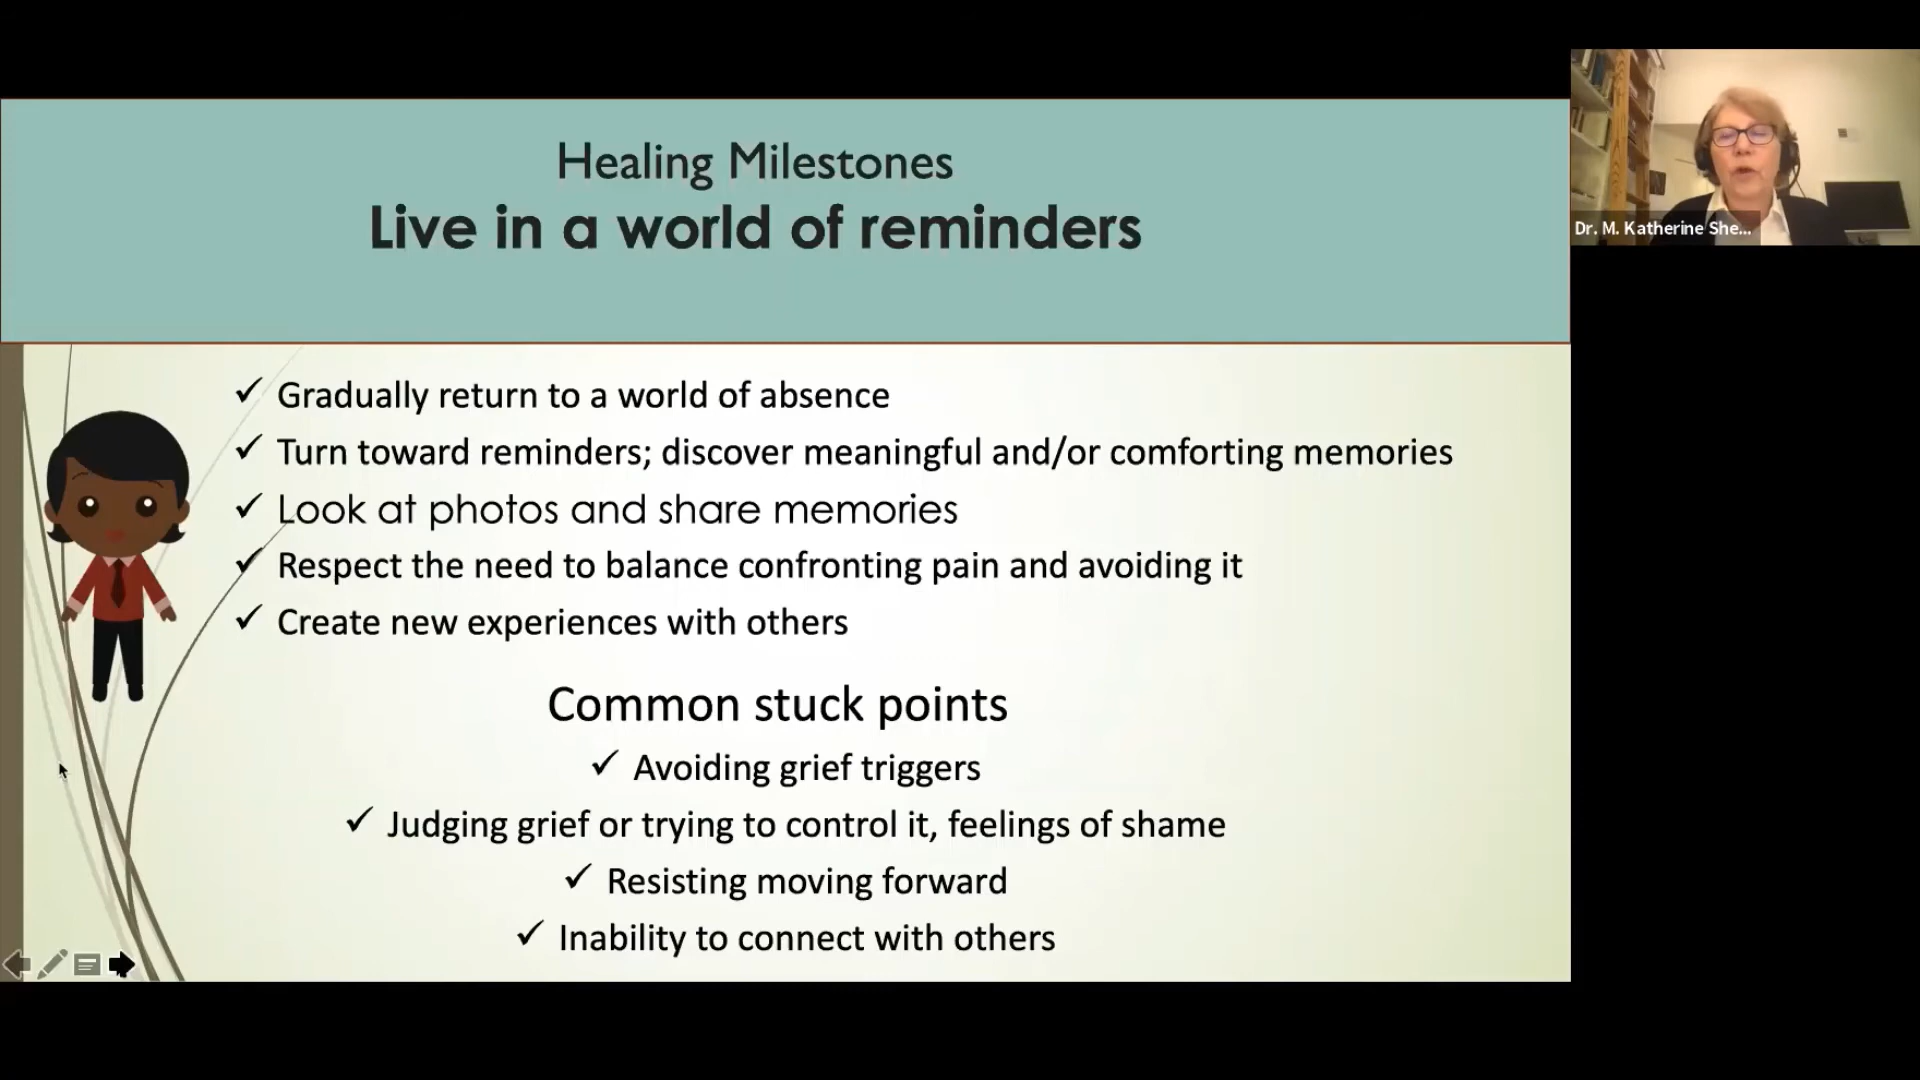 Healing Milestones
Live in a world of reminders
✓ Gradually return to a world of absence
✓ Turn toward reminders; discover meaningful and/or comforting memories
✓ Look at photos and share memories
✓ Respect the need to balance confronting pain and avoiding it
✓ Create new experiences with others
Common stuck points
✓ Avoiding grief triggers
✓ Judging grief or trying to control it, feelings of shame
✓ Resisting moving forward
✓ Inability to connect with others
Dr. M. Katherine She...